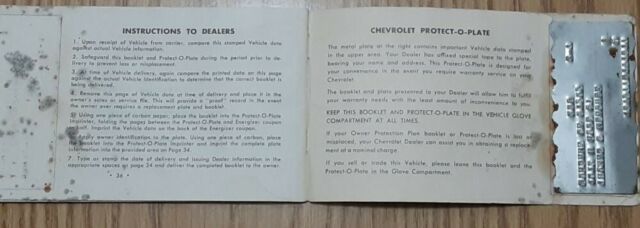 INSTRUCTIONS TO DEALERS
1. Upon receipt of Vehicle from carrier, compare this stamped Vehicle data
against actual Vehicle information.
2. Safeguard this booklet and Protect-O-Plate during the period prior to de-
livery to prevent loss or misplacement.
3. At time of Vehicle delivery, again compare the printed data on this page
against the actual Vehicle identification to determine that the correct booklet is
being delivered.
4. Remove this page of Vehicle data at time of delivery and place it in the
owner's sales or service file. This will provide a "proof" record in the event
the owner ever requires a replacement plate and booklet.
Using one piece of carbon paper, place the booklet into the Protect-O-Plate
Imprinter, folding the pages between the Protect-O-Plate and Energizer coupon
Imprint the Vehicle data on the back of the Energizer coupon.
Apply owner identification to the plate. Using one piece of carbon, place
the booklet into the Protect-O-Plate Imprinter and imprint the complete plate
information into the provided area on Page 34.
7. Type or stamp the date of delivery and issuing Dealer information in the
appropriate spaces on page 34 and deliver the completed booklet to the owner.
36
CHEVROLET PROTECT-O-PLATE
The metal plate at the right contains important Vehicle data stamped
in the upper area. Your Dealer has affixed special tape to the plate,
bearing your name and address. This Protect-O-Plate is designed for
your convenience in the event you require warranty service on your
Chevrolet.
The booklet and plate presented to your Dealer will allow him to fulfill
your warranty needs with the least amount of inconvenience to you.
KEEP THIS BOOKLET AND PROTECT-O-PLATE IN THE VEHICLE GLOVE
COMPARTMENT AT ALL TIMES.
If your Owner Protection Plan booklet or Protect-O-Plate is lost or
misplaced, your Chevrolet Dealer can assist you in obtaining a replace-
ment at a nominal charge.
If you sell or trade this Vehicle, please leave this booklet and the
Protect-O-Plate in the Glove Compartment.